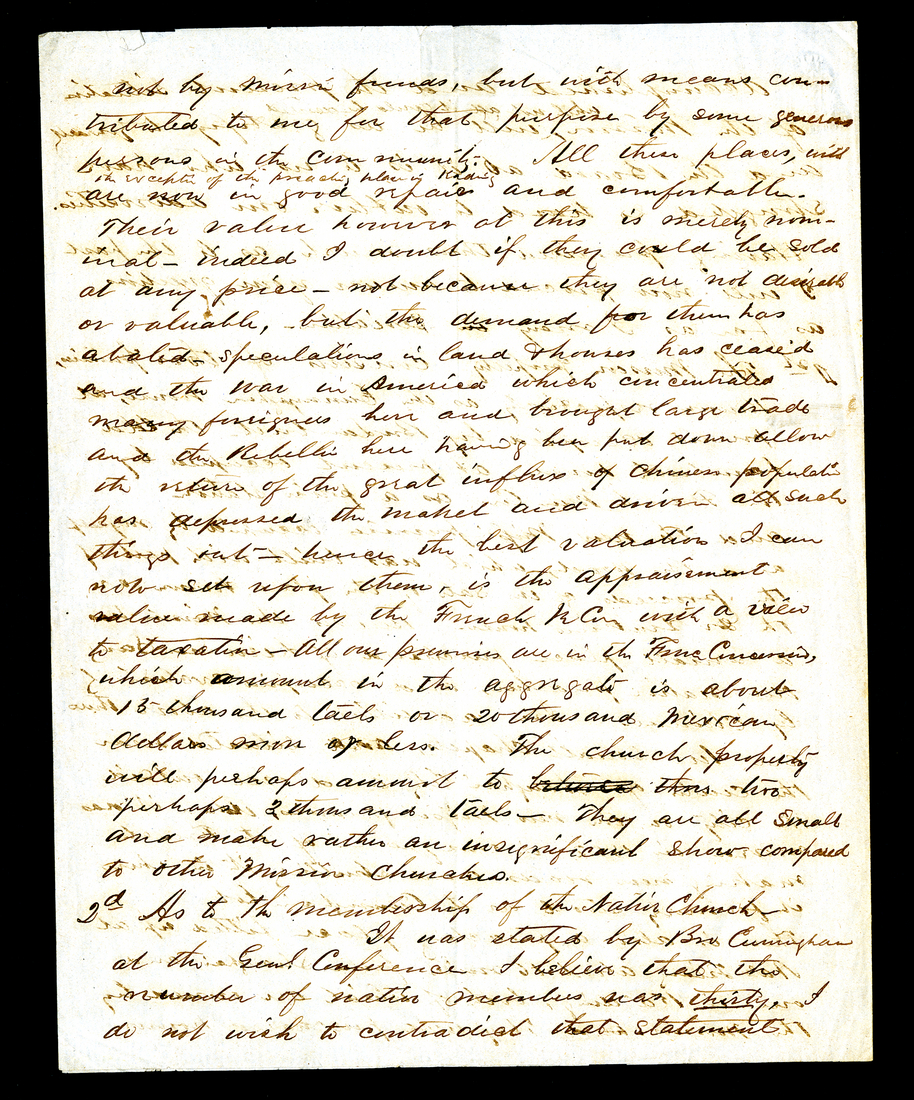 not by Miss: funds, but with means con-
tributed to me, for that purpose by some generous
persons in the Community. All these places, with
the exception of the preaching place in
are now in good repair and comfortable.
Their value however at this is merely nom-
inal – indeed I doubt if they could be sold
at any price – not because they are not desirable
or valuable, but the demand for them has
abated – Speculations in land & houses has ceased
and the War in America which concentrated
many foreigners here and brought large trade
and the Rebellion here having been put down allow
the return of the great influx of Chinese population
has depressed the market and driven all such
things out – hence the best valuation I can
now set upon them, is the appraisement
value made by the French with a view
to taxation – All our premises are in the Concession,
which amount in the aggregate is about
15 thousand taels or 20 thousand Mexican
dollars more or less. The church property
will perhaps amount to two
perhaps 3 thousand taels – They are all small
and make rather an insignificant show compared
to other Mission Churches.
2d As to the membership of the Native Church –
It was stated by Bro Cunningham
at the Genl Conference I believe that the
number of native members was thirty. I
do not wish to contradict that statement